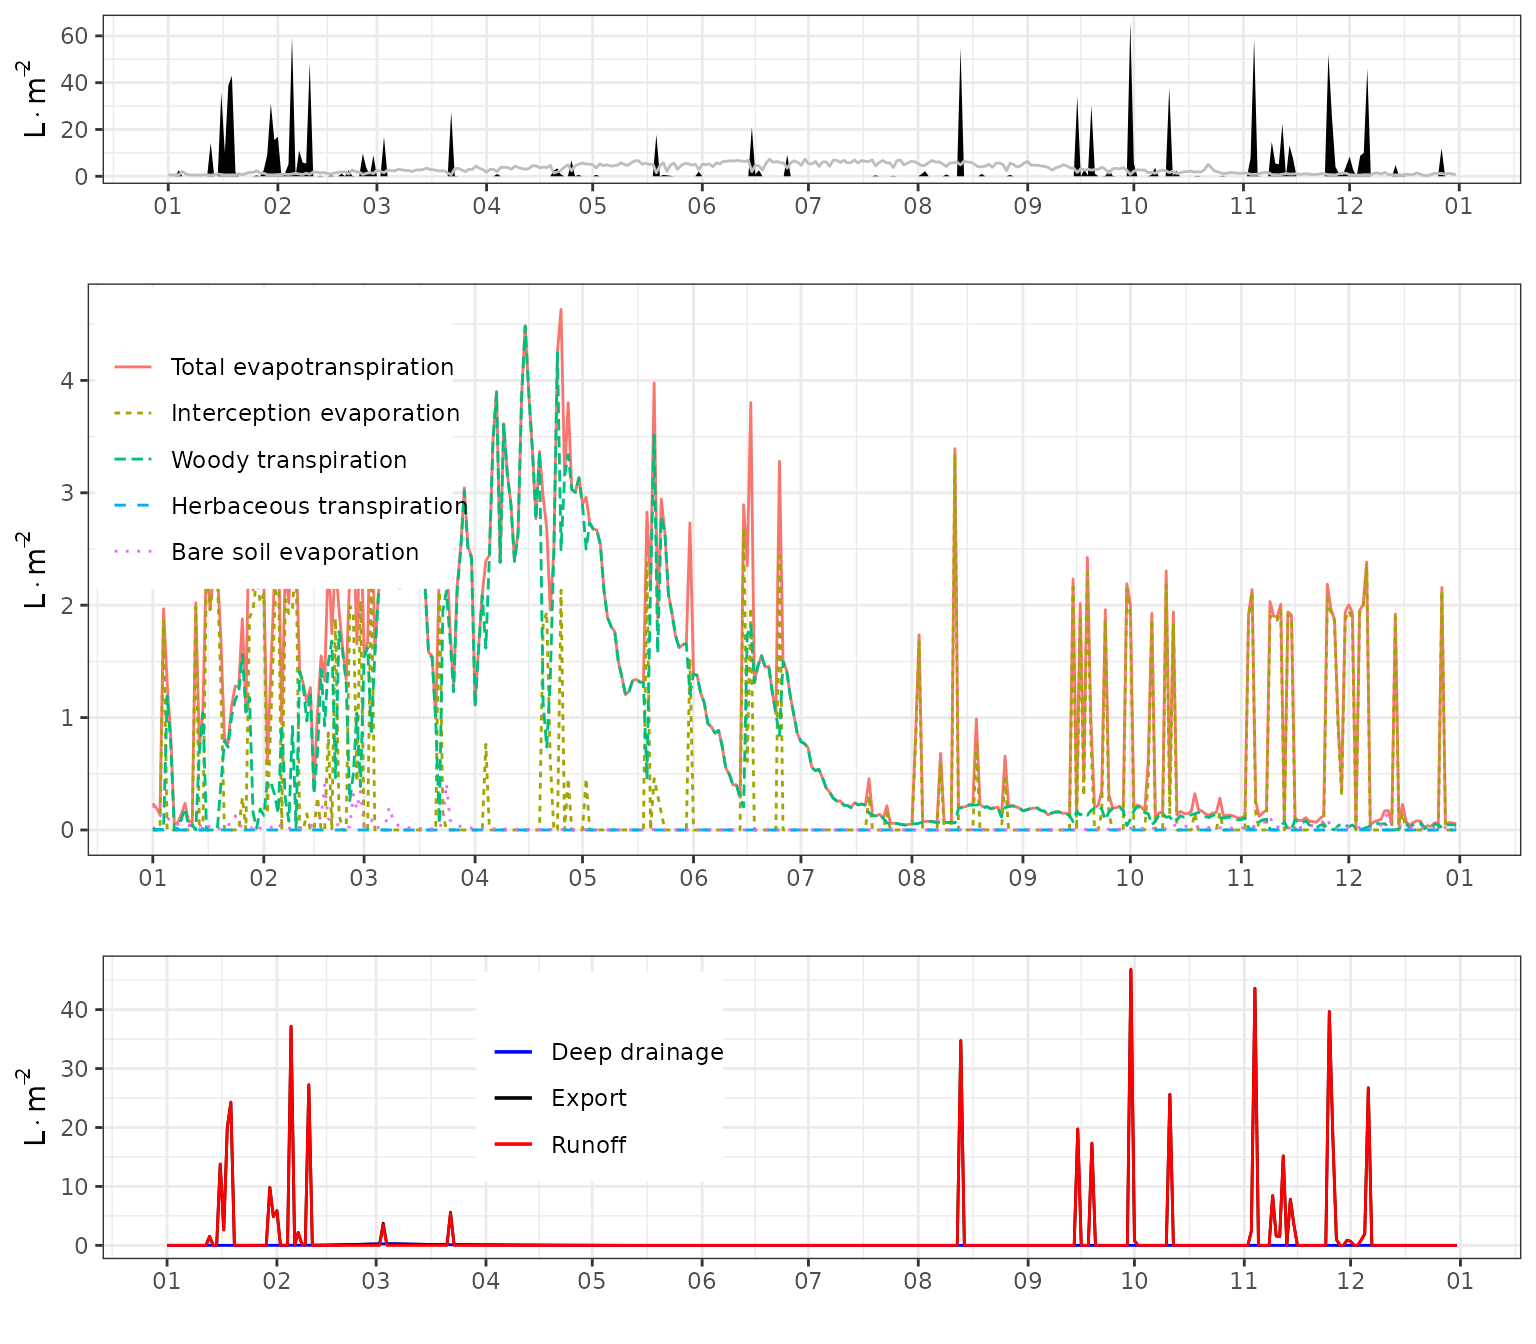 L·m⁻²
60
40
20
0
01 02 03 04 05 06 07 08 09 10 11 12 01
L·m⁻²
4
3
2
1
0
Total evapotranspiration
Interception evaporation
Woody transpiration
Herbaceous transpiration
Bare soil evaporation
01 02 03 04 05 06 07 08 09 10 11 12 01
L·m⁻²
40
30
20
10
0
Deep drainage
Export
Runoff
01 02 03 04 05 06 07 08 09 10 11 12 01